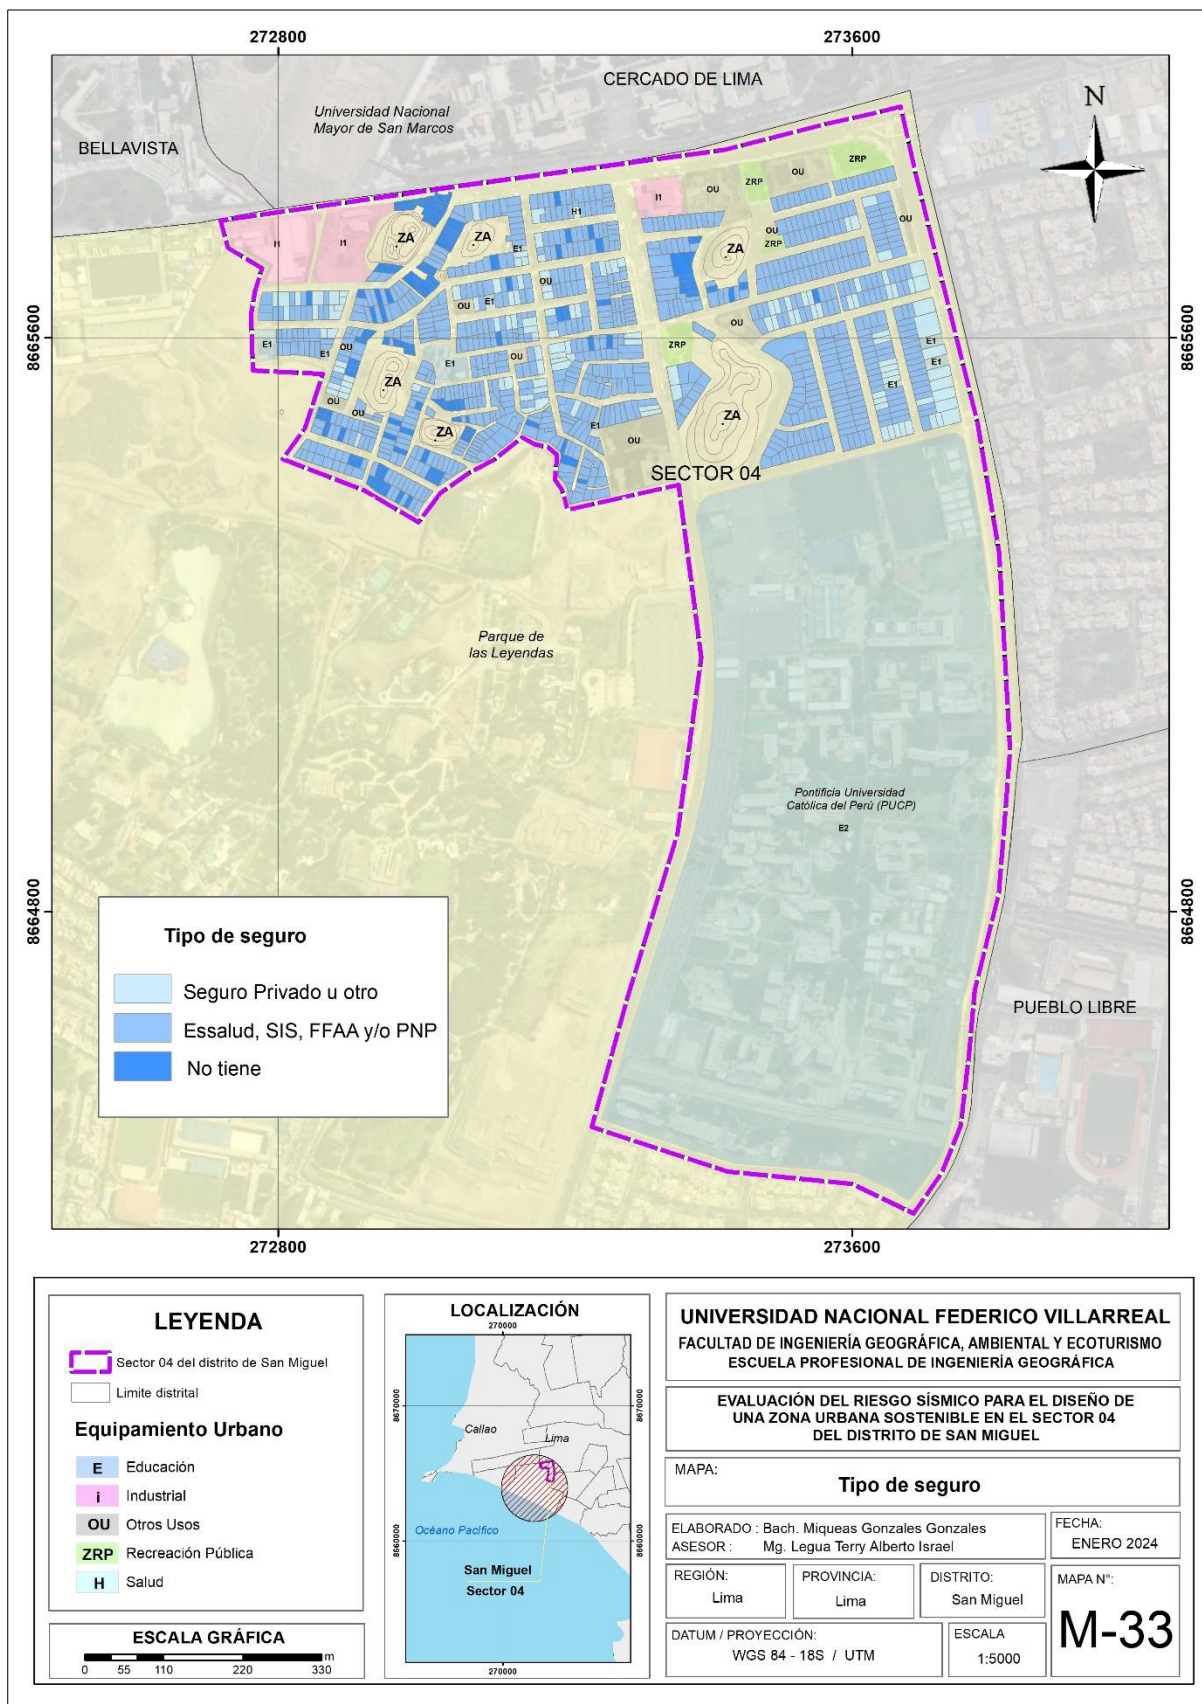 272800
273600
CERCADO DE LIMA
Universidad Nacional
Mayor de San Marcos
BELLAVISTA
N
ZRP
OU
ZRP
OU
I1
H1
OU
OU
ZRP
I1
I1
ZA
ZA
E1
ZA
OU
OU
E1
OU
8665600
8665600
E1
E1
OU
E1
OU
ZRP
E1
E1
E1
ZA
OU
OU
ZA
E1
OU
ZA
SECTOR 04
Parque de
las Leyendas
Pontificia Universidad
Católica del Perú (PUCP)
E2
8664800
8664800
PUEBLO LIBRE
Tipo de seguro
Seguro Privado u otro
Essalud, SIS, FFAA y/o PNP
No tiene
272800
273600
LEYENDA
Sector 04 del distrito de San Miguel
Limite distrital
Equipamiento Urbano
E Educación
i Industrial
OU Otros Usos
ZRP Recreación Pública
H Salud
ESCALA GRÁFICA
m
0 55 110 220 330
LOCALIZACIÓN
270000
8670000
8670000
Callao
Lima
Océano Pacífico
8660000
8660000
San Miguel
Sector 04
270000
UNIVERSIDAD NACIONAL FEDERICO VILLARREAL
FACULTAD DE INGENIERÍA GEOGRÁFICA, AMBIENTAL Y ECOTURISMO
ESCUELA PROFESIONAL DE INGENIERÍA GEOGRÁFICA
EVALUACIÓN DEL RIESGO SÍSMICO PARA EL DISEÑO DE
UNA ZONA URBANA SOSTENIBLE EN EL SECTOR 04
DEL DISTRITO DE SAN MIGUEL
MAPA:
Tipo de seguro
ELABORADO : Bach. Miqueas Gonzales Gonzales
ASESOR : Mg. Legua Terry Alberto Israel
FECHA:
ENERO 2024
REGIÓN:
Lima
PROVINCIA:
Lima
DISTRITO:
San Miguel
MAPA N°:
M-33
DATUM / PROYECCIÓN:
WGS 84 - 18S / UTM
ESCALA
1:5000